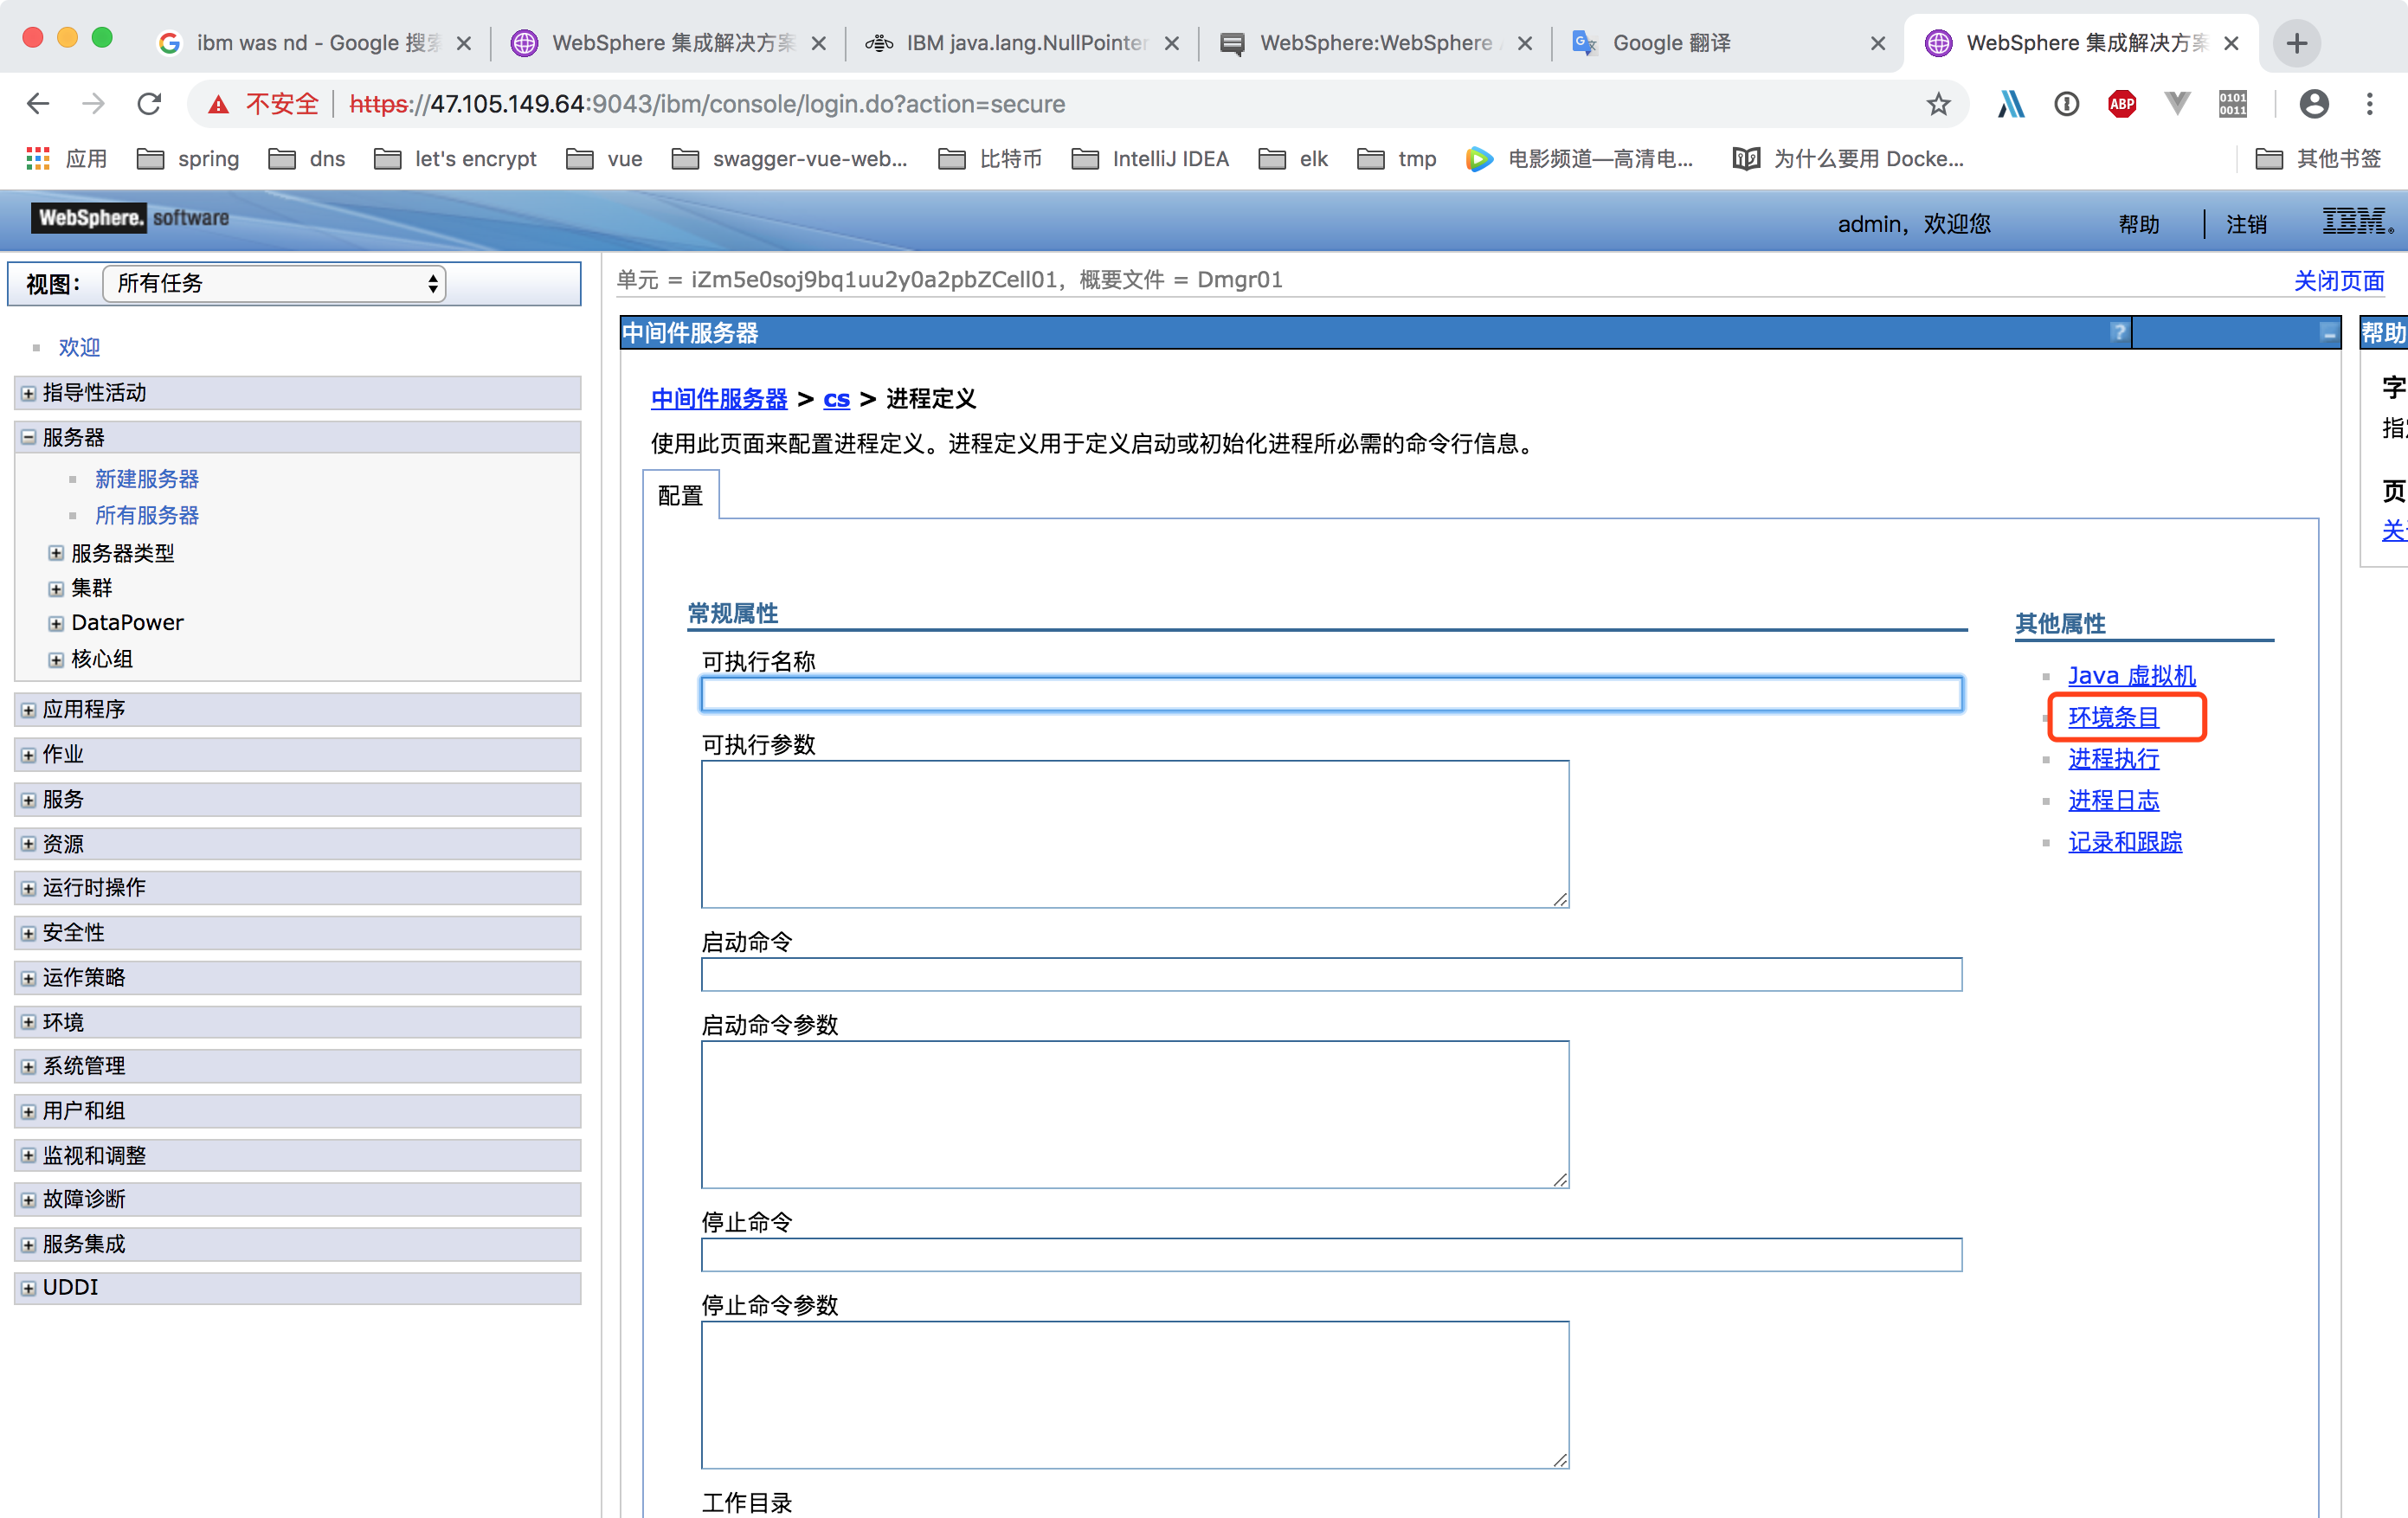 ibm was nd - Google 搜索
WebSphere 集成解决方案
IBM java.lang.NullPointer
WebSphere:WebSphere
Google 翻译
WebSphere 集成解决方案
不安全 https://47.105.149.64:9043/ibm/console/login.do?action=secure
ABP
0101
0011
应用
spring
dns
let's encrypt
vue
swagger-vue-web...
比特币
IntelliJ IDEA
elk
tmp
电影频道—高清电...
为什么要用 Docke...
其他书签
WebSphere. software
admin，欢迎您
帮助
注销
IBM.
视图：
所有任务
欢迎
指导性活动
服务器
新建服务器
所有服务器
服务器类型
集群
DataPower
核心组
应用程序
作业
服务
资源
运行时操作
安全性
运作策略
环境
系统管理
用户和组
监视和调整
故障诊断
服务集成
UDDI
单元 = iZm5e0soj9bq1uu2y0a2pbZCell01，概要文件 = Dmgr01
关闭页面
中间件服务器
?
中间件服务器 > cs > 进程定义
使用此页面来配置进程定义。进程定义用于定义启动或初始化进程所必需的命令行信息。
配置
常规属性
可执行名称
可执行参数
启动命令
启动命令参数
停止命令
停止命令参数
工作目录
其他属性
Java 虚拟机
环境条目
进程执行
进程日志
记录和跟踪
帮助
字
指
页
关